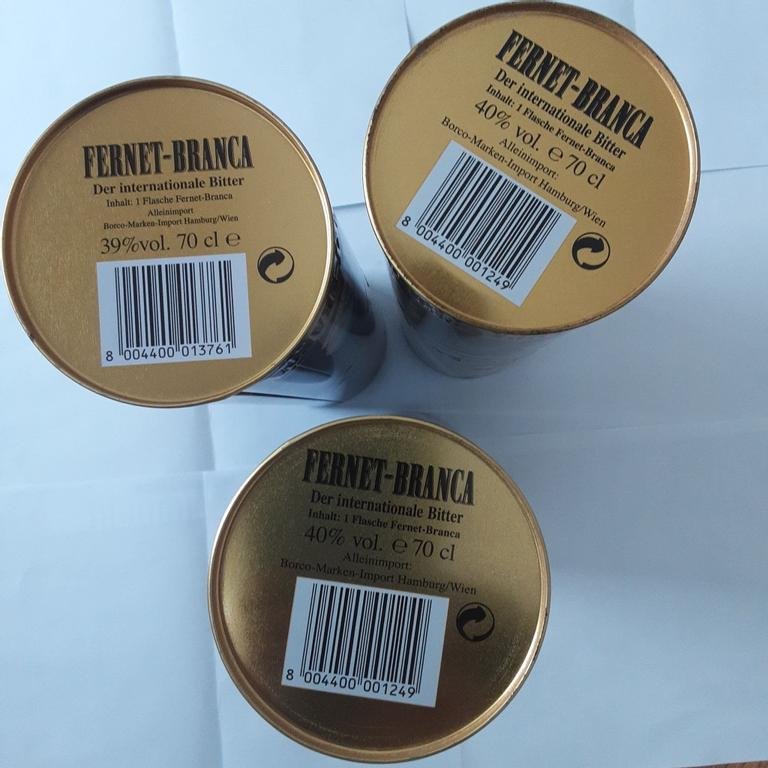 FERNET-BRANCA
Der internationale Bitter
Inhalt: 1 Flasche Fernet-Branca
Alleinimport
Borco-Marken-Import Hamburg/Wien
39%vol. 70 cl ℮
8 004400 013761
FERNET-BRANCA
Der internationale Bitter
Inhalt: 1 Flasche Fernet-Branca
40% vol. ℮ 70 cl
Alleinimport:
Borco-Marken-Import Hamburg/Wien
8 004400 001249
FERNET-BRANCA
Der internationale Bitter
Inhalt: 1 Flasche Fernet-Branca
40% vol. ℮ 70 cl
Alleinimport:
Borco-Marken-Import Hamburg/Wien
8 004400 001249